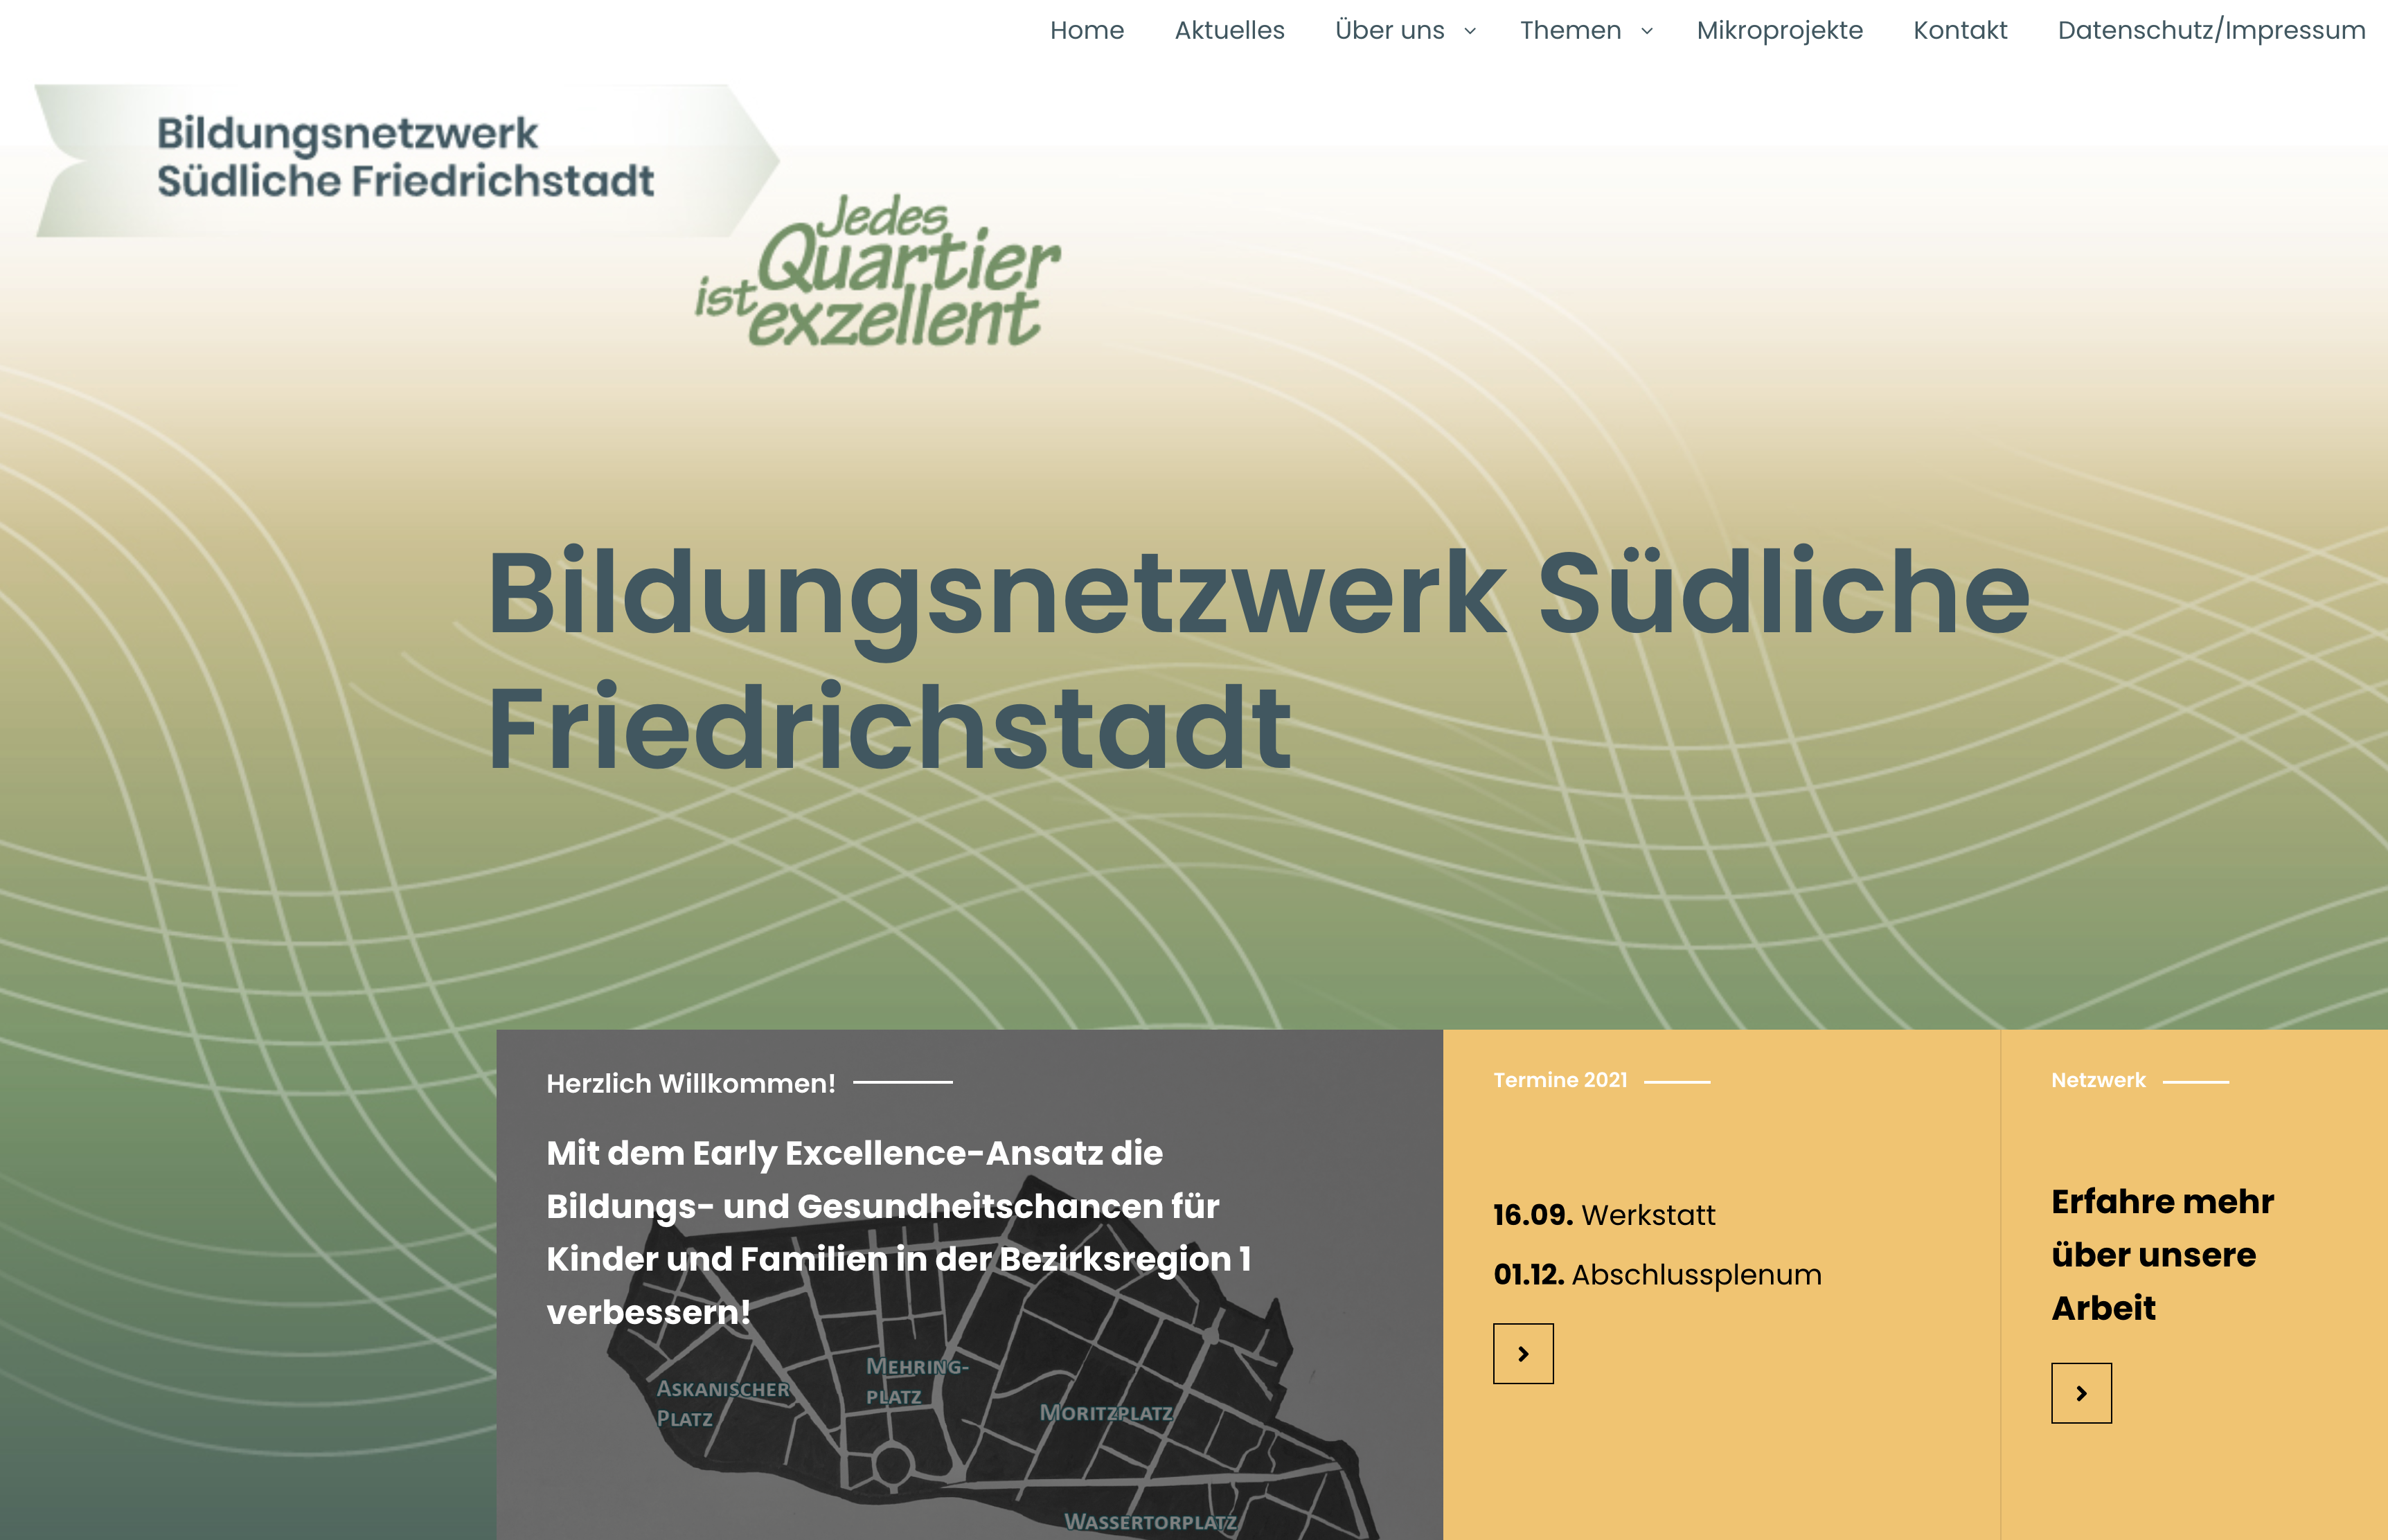 Home Aktuelles Über uns Themen Mikroprojekte Kontakt Datenschutz/Impressum
Bildungsnetzwerk
Südliche Friedrichstadt
Jedes
Quartier
ist exzellent
Bildungsnetzwerk Südliche
Friedrichstadt
Herzlich Willkommen!
Mit dem Early Excellence-Ansatz die
Bildungs- und Gesundheitschancen für
Kinder und Familien in der Bezirksregion 1
verbessern!
ASKANISCHER
PLATZ
MEHRING-
PLATZ
MORITZPLATZ
WASSERTORPLATZ
Termine 2021
16.09. Werkstatt
01.12. Abschlussplenum
Netzwerk
Erfahre mehr
über unsere
Arbeit